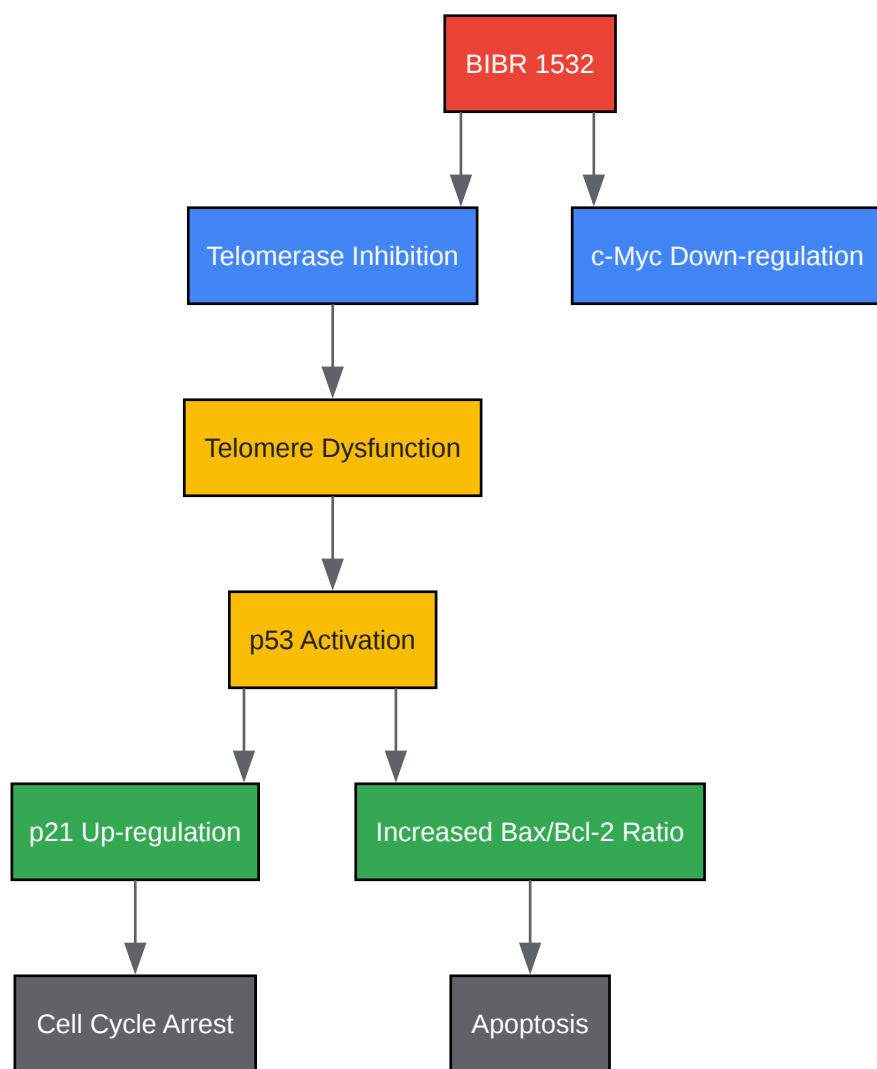 BIBR 1532
Telomerase Inhibition
c-Myc Down-regulation
Telomere Dysfunction
p53 Activation
p21 Up-regulation
Increased Bax/Bcl-2 Ratio
Cell Cycle Arrest
Apoptosis